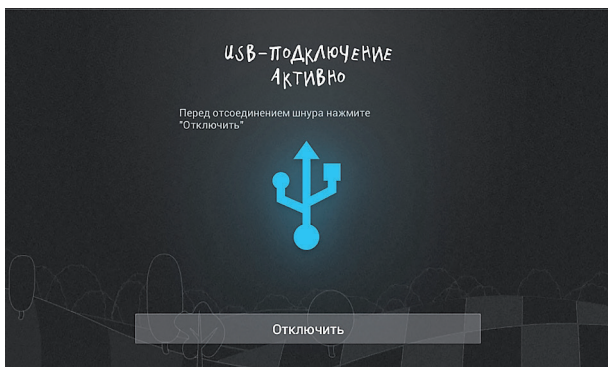 USB-ПОДКЛЮЧЕНИЕ
АКТИВНО
Перед отсоединением шнура нажмите
"Отключить"
Отключить